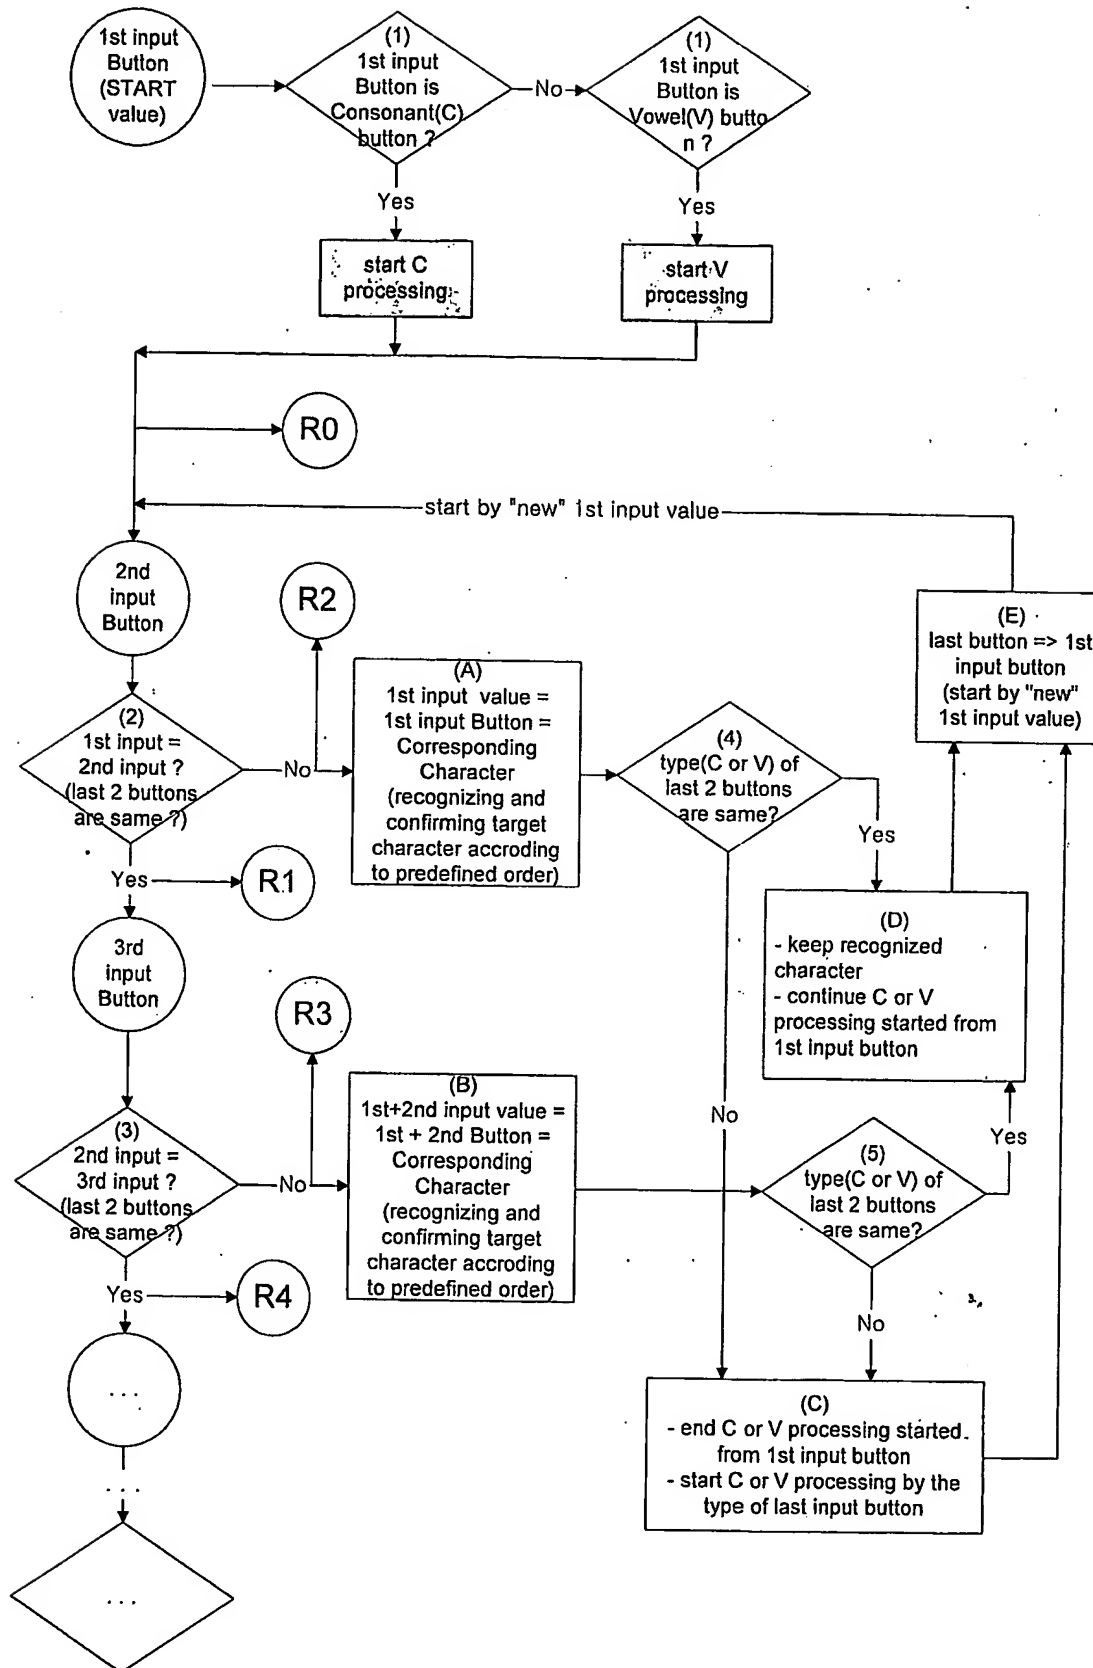 1st input
Button
(START
value)
(1)
1st input
Button is
Consonant(C)
button ?
No
(1)
1st input
Button is
Vowel(V) butto
n ?
Yes
Yes
start C
processing
start V
processing
R0
start by "new" 1st input value
2nd
input
Button
R2
(A)
1st input value =
1st input Button =
Corresponding
Character
(recognizing and
confirming target
character accroding
to predefined order)
(E)
last button => 1st
input button
(start by "new"
1st input value)
(2)
1st input =
2nd input ?
(last 2 buttons
are same ?)
No
(4)
type(C or V) of
last 2 buttons
are same?
Yes
Yes
R1
3rd
input
Button
(D)
- keep recognized
character
- continue C or V
processing started from
1st input button
R3
(B)
1st+2nd input value =
1st + 2nd Button =
Corresponding
Character
(recognizing and
confirming target
character accroding
to predefined order)
No
Yes
(3)
2nd input =
3rd input ?
(last 2 buttons
are same ?)
No
(5)
type(C or V) of
last 2 buttons
are same?
Yes
R4
No
. . .
(C)
- end C or V processing started
from 1st input button
- start C or V processing by the
type of last input button
. . .
. . .